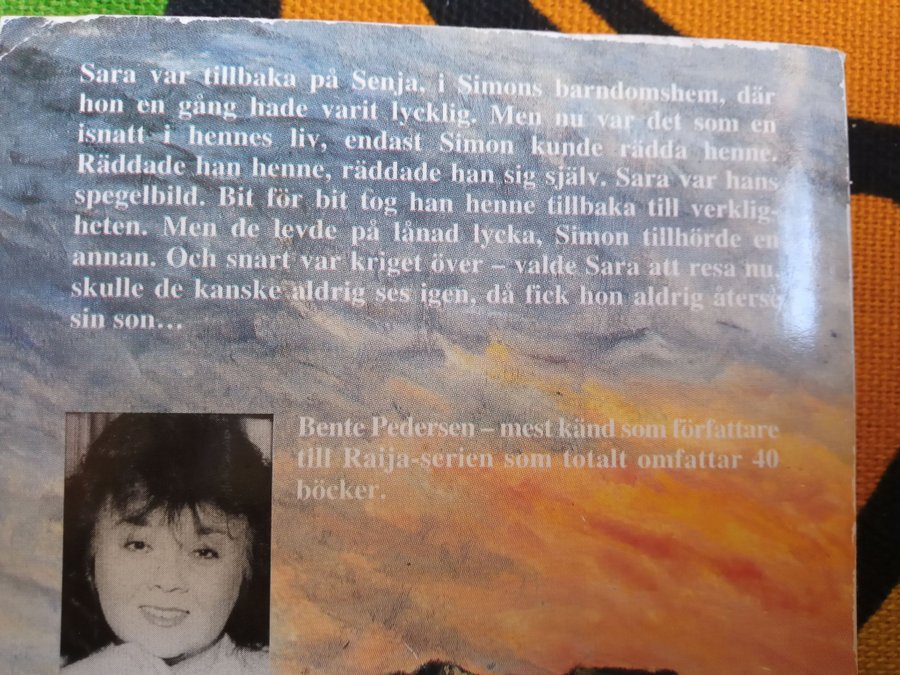 Sara var tillbaka på Senja, i Simons barndomshem, där
hon en gång hade varit lycklig. Men nu var det som en
isnatt i hennes liv, endast Simon kunde rädda henne.
Räddade han henne, räddade han sig själv. Sara var hans
spegelbild. Bit för bit tog han henne tillbaka till verklig-
heten. Men de levde på lånad lycka, Simon tillhörde en
annan. Och snart var kriget över – valde Sara att resa nu,
skulle de kanske aldrig ses igen, då fick hon aldrig återse
sin son...
Bente Pedersen – mest känd som författare
till Raija-serien som totalt omfattar 40
böcker.